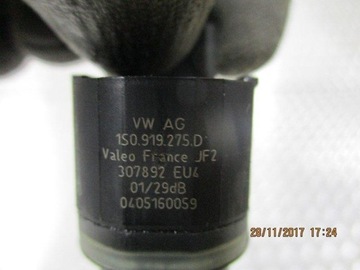 VW AG
1S0.919.275.D
Valeo France JF2
307892 EU4
01/29dB
0405160059
29/11/2017 17:24